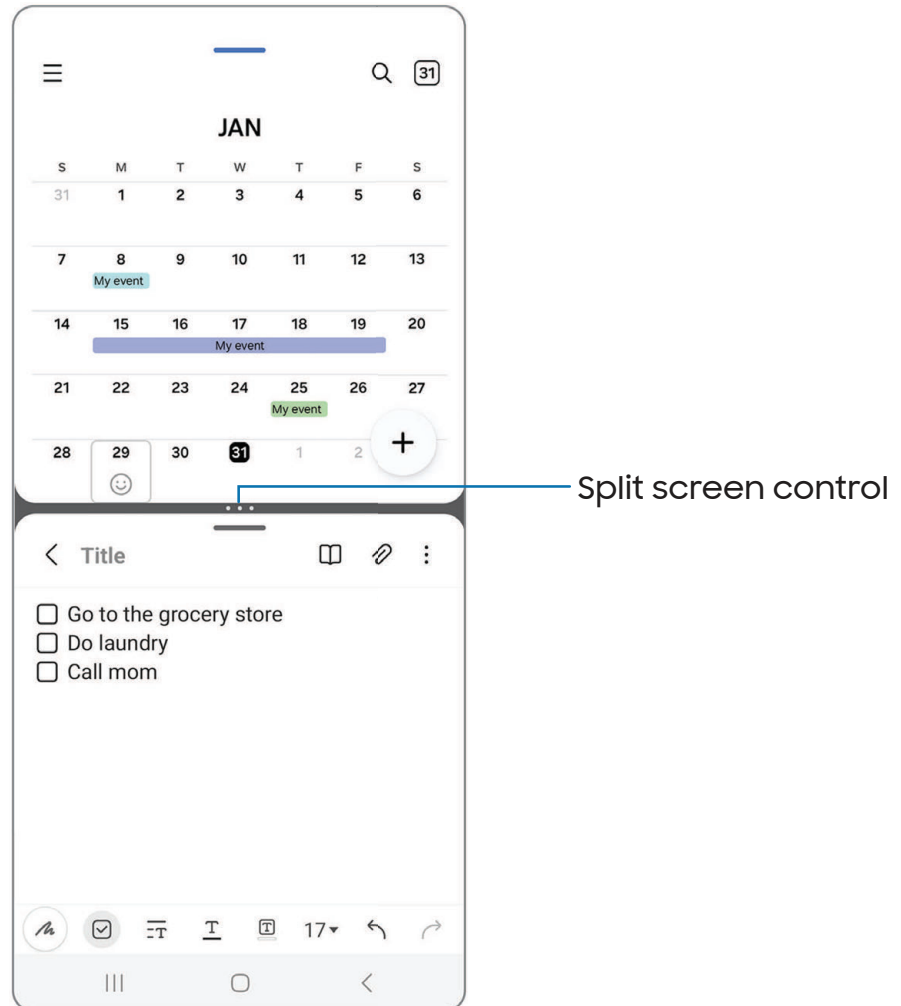 31
JAN
S M T W T F S
31 1 2 3 4 5 6
7 8 9 10 11 12 13
My event
14 15 16 17 18 19 20
My event
21 22 23 24 25 26 27
My event
28 29 30 31 1 2
Split screen control
Title
Go to the grocery store
Do laundry
Call mom
T T T 17